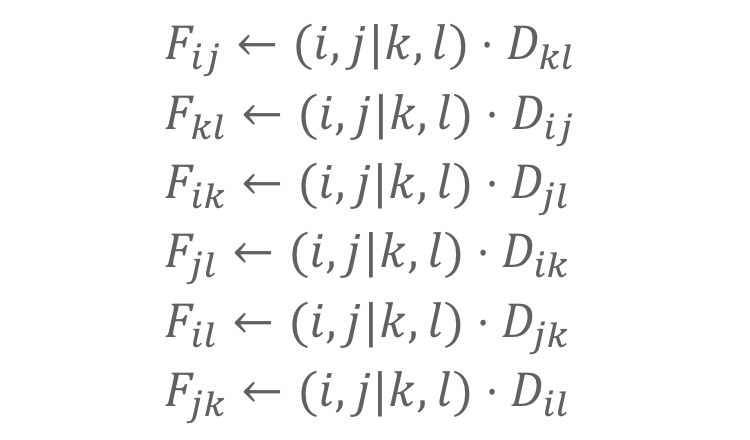 F_{ij} ← (i, j|k, l) · D_{kl}
F_{kl} ← (i, j|k, l) · D_{ij}
F_{ik} ← (i, j|k, l) · D_{jl}
F_{jl} ← (i, j|k, l) · D_{ik}
F_{il} ← (i, j|k, l) · D_{jk}
F_{jk} ← (i, j|k, l) · D_{il}